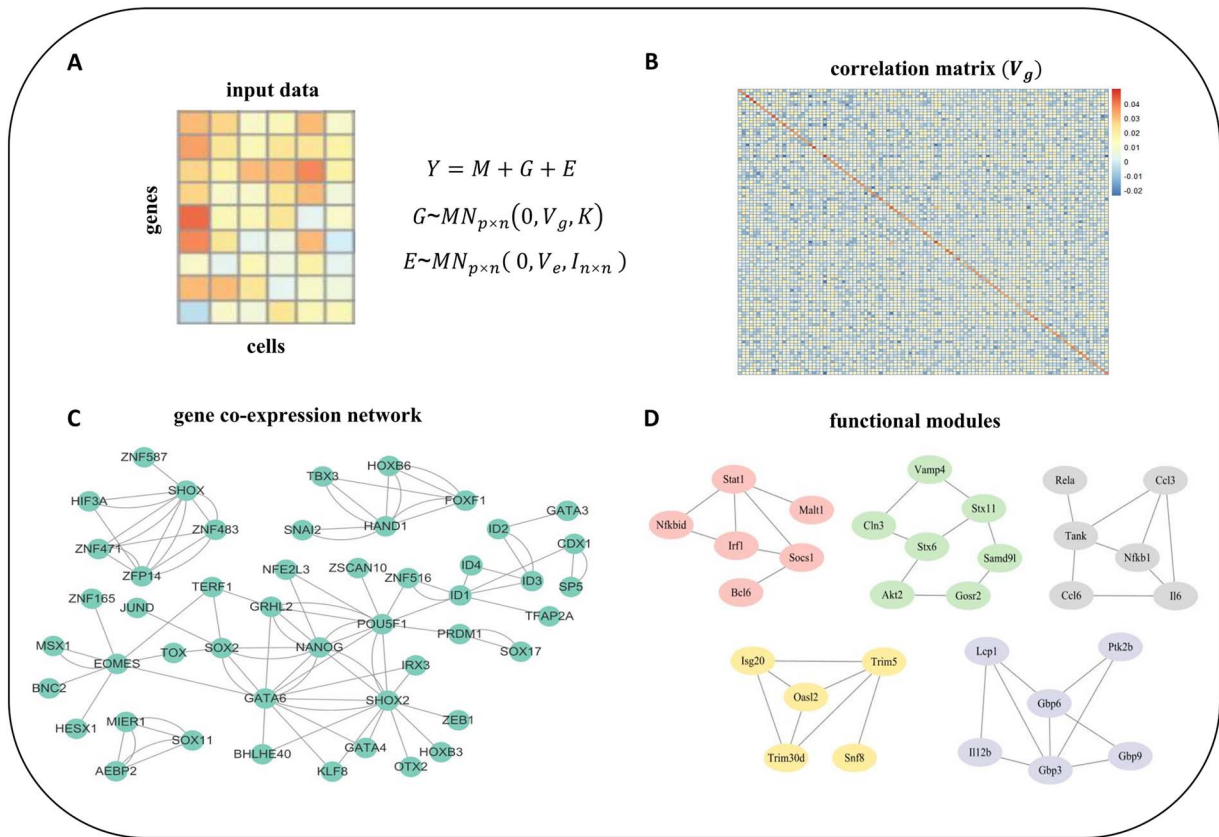 A
input data
genes
cells
Y = M + G + E
G~MN_{p×n}(0, V_g, K)
E~MN_{p×n}( 0, V_e, I_{n×n} )
B
correlation matrix (V_g)
0.04
0.03
0.02
0.01
0
-0.01
-0.02
C
gene co-expression network
ZNF587
SHOX
HIF3A
ZNF483
ZNF471
ZFP14
TBX3
HOXB6
FOXF1
SNAI2
HAND1
GATA3
ID2
CDX1
ID4
ID3
SP5
ID1
TFAP2A
ZNF165
JUND
TERF1
NFE2L3
ZSCAN10
ZNF516
GRHL2
POU5F1
PRDM1
SOX17
MSX1
EOMES
TOX
SOX2
NANOG
IRX3
BNC2
GATA6
SHOX2
HESX1
MIER1
SOX11
AEBP2
BHLHE40
GATA4
KLF8
OTX2
HOXB3
ZEB1
D
functional modules
Stat1
Malt1
Nfkbid
Irf1
Socs1
Bcl6
Vamp4
Stx11
Cln3
Stx6
Samd9l
Akt2
Gosr2
Rela
Ccl3
Tank
Nfkb1
Ccl6
Il6
Isg20
Trim5
Oasl2
Trim30d
Snf8
Lcp1
Ptk2b
Gbp6
Il12b
Gbp3
Gbp9